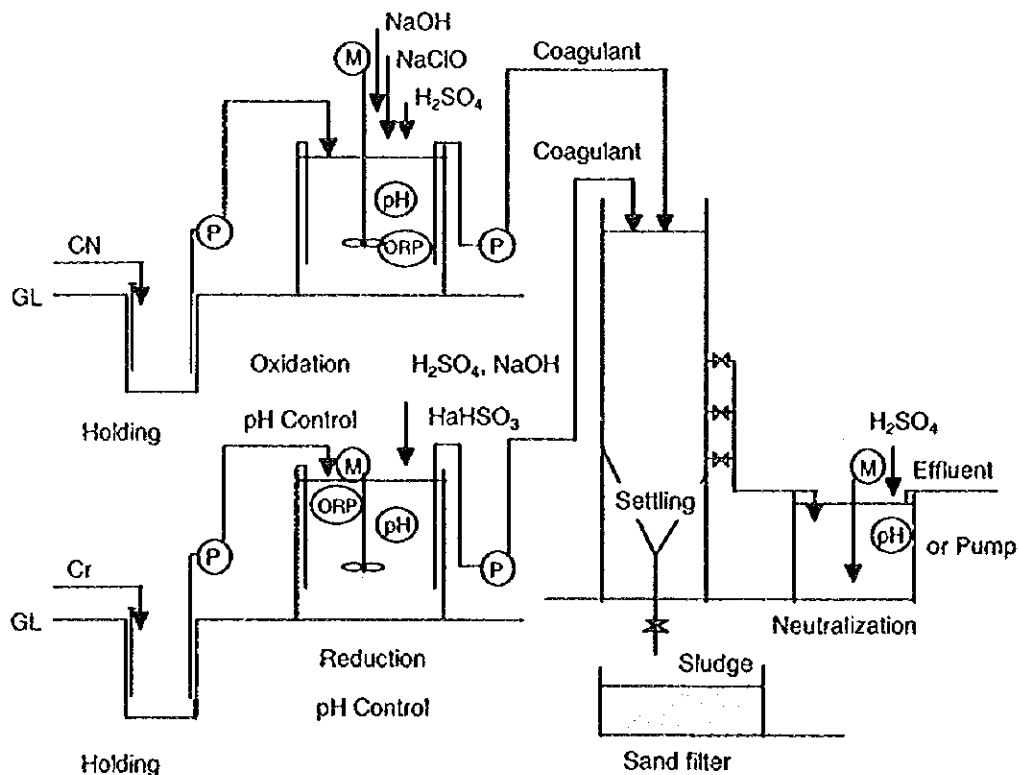 NaOH
M
NaClO
H₂SO₄
Coagulant
Coagulant
pH
P
ORP
P
CN
GL
Oxidation
H₂SO₄, NaOH
pH Control
HaHSO₃
Holding
M
ORP
pH
Settling
H₂SO₄
M
Effluent
P
P
pH
or Pump
Cr
GL
Neutralization
Reduction
Sludge
pH Control
Holding
Sand filter